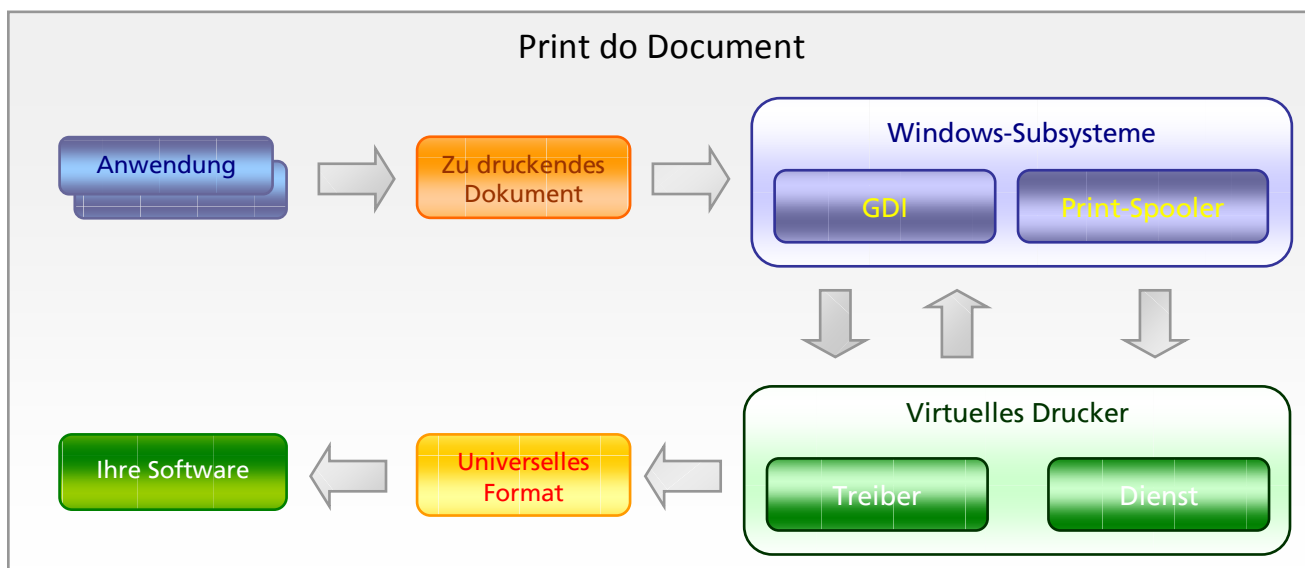 Print do Document
Anwendung
Zu druckendes
Dokument
Windows-Subsysteme
GDI
Print-Spooler
Virtuelles Drucker
Treiber
Dienst
Universelles
Format
Ihre Software